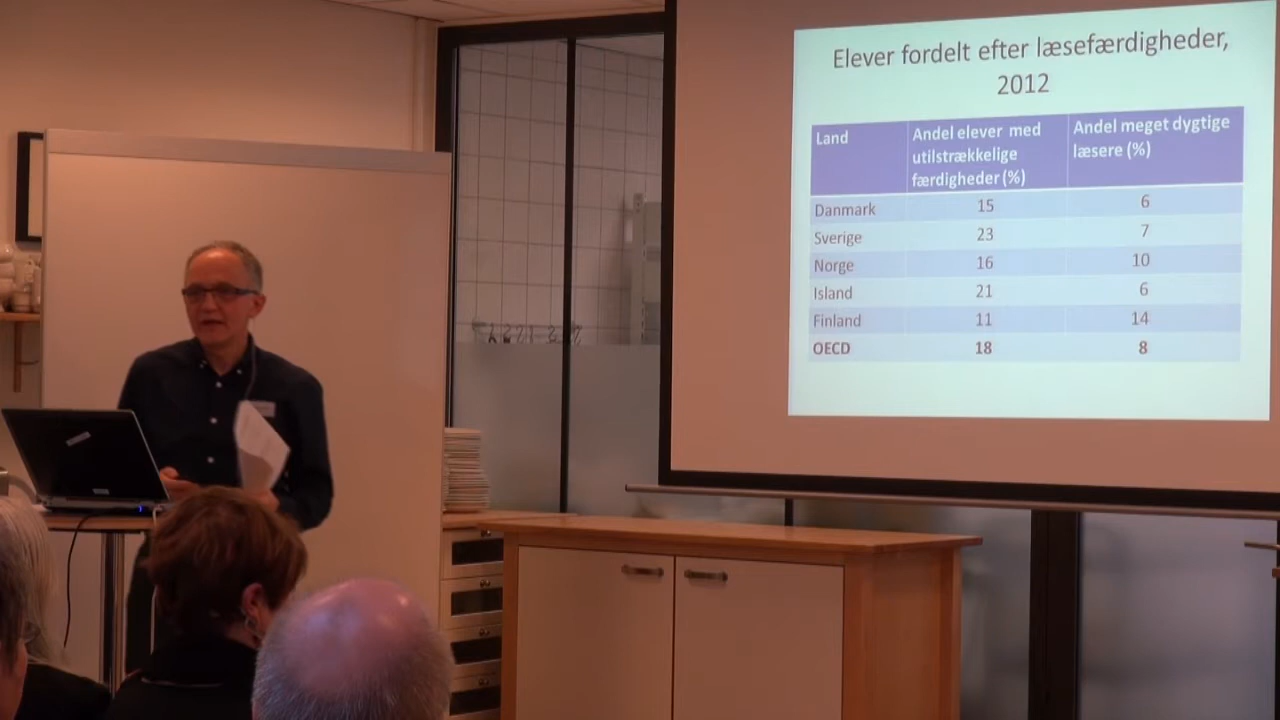 Elever fordelt efter læsefærdigheder,
2012
Land
Andel elever med
utilstrækkelige
færdigheder (%)
Andel meget dygtige
læsere (%)
Danmark 15 6
Sverige 23 7
Norge 16 10
Island 21 6
Finland 11 14
OECD 18 8